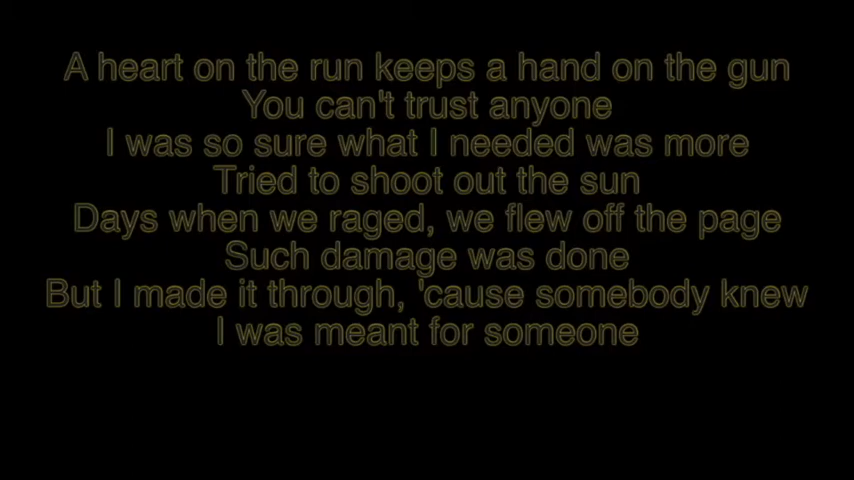 A heart on the run keeps a hand on the gun
You can't trust anyone
I was so sure what I needed was more
Tried to shoot out the sun
Days when we raged, we flew off the page
Such damage was done
But I made it through, 'cause somebody knew
I was meant for someone